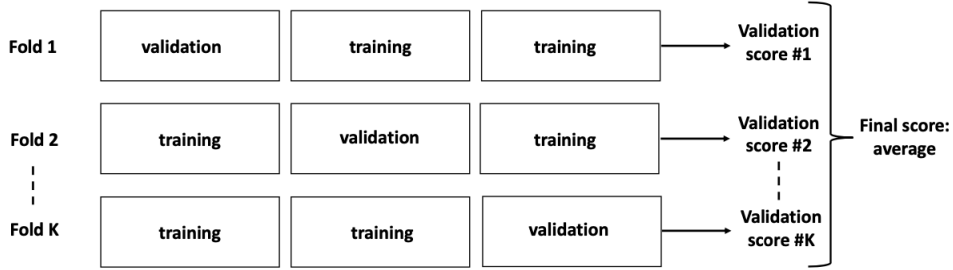 Fold 1
validation
training
training
Validation
score #1
Fold 2
training
validation
training
Validation
score #2
Final score:
average
Fold K
training
training
validation
Validation
score #K